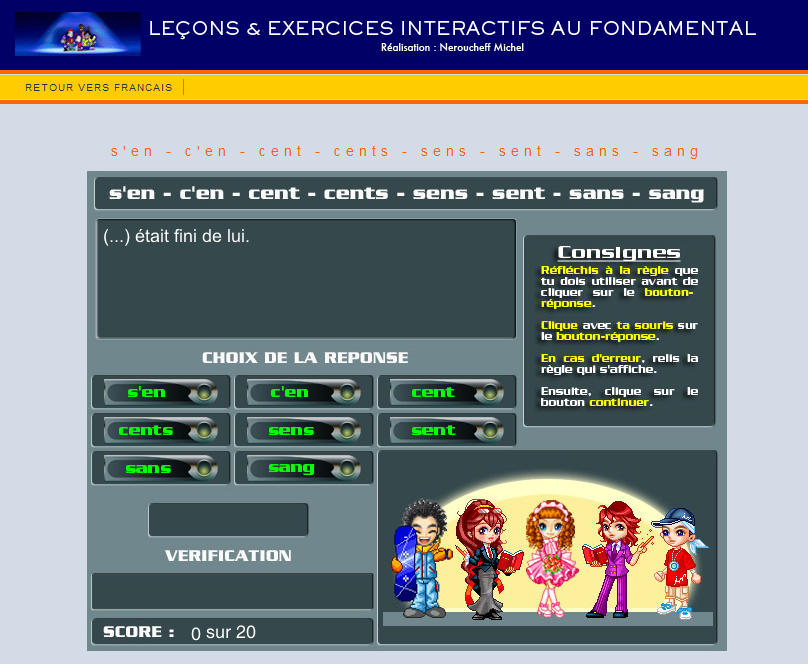 LEÇONS & EXERCICES INTERACTIFS AU FONDAMENTAL
Réalisation : Neroucheff Michel
RETOUR VERS FRANCAIS
s'en - c'en - cent - cents - sens - sent - sans - sang
s'en - c'en - cent - cents - sens - sent - sans - sang
(...) était fini de lui.
Consignes
Réfléchis à la règle que
tu dois utiliser avant de
cliquer sur le bouton-
réponse.
Clique avec ta souris sur
le bouton-réponse.
En cas d'erreur, relis la
règle qui s'affiche.
Ensuite, clique sur le
bouton continuer.
CHOIX DE LA REPONSE
s'en c'en cent
cents sens sent
sans sang
VERIFICATION
SCORE : 0 sur 20